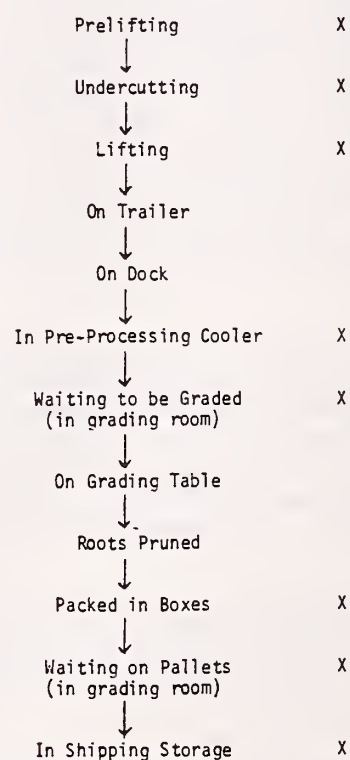 Prelifting X
Undercutting X
Lifting X
On Trailer
On Dock
In Pre-Processing Cooler X
Waiting to be Graded X
(in grading room)
On Grading Table
Roots Pruned
Packed in Boxes X
Waiting on Pallets X
(in grading room)
In Shipping Storage X